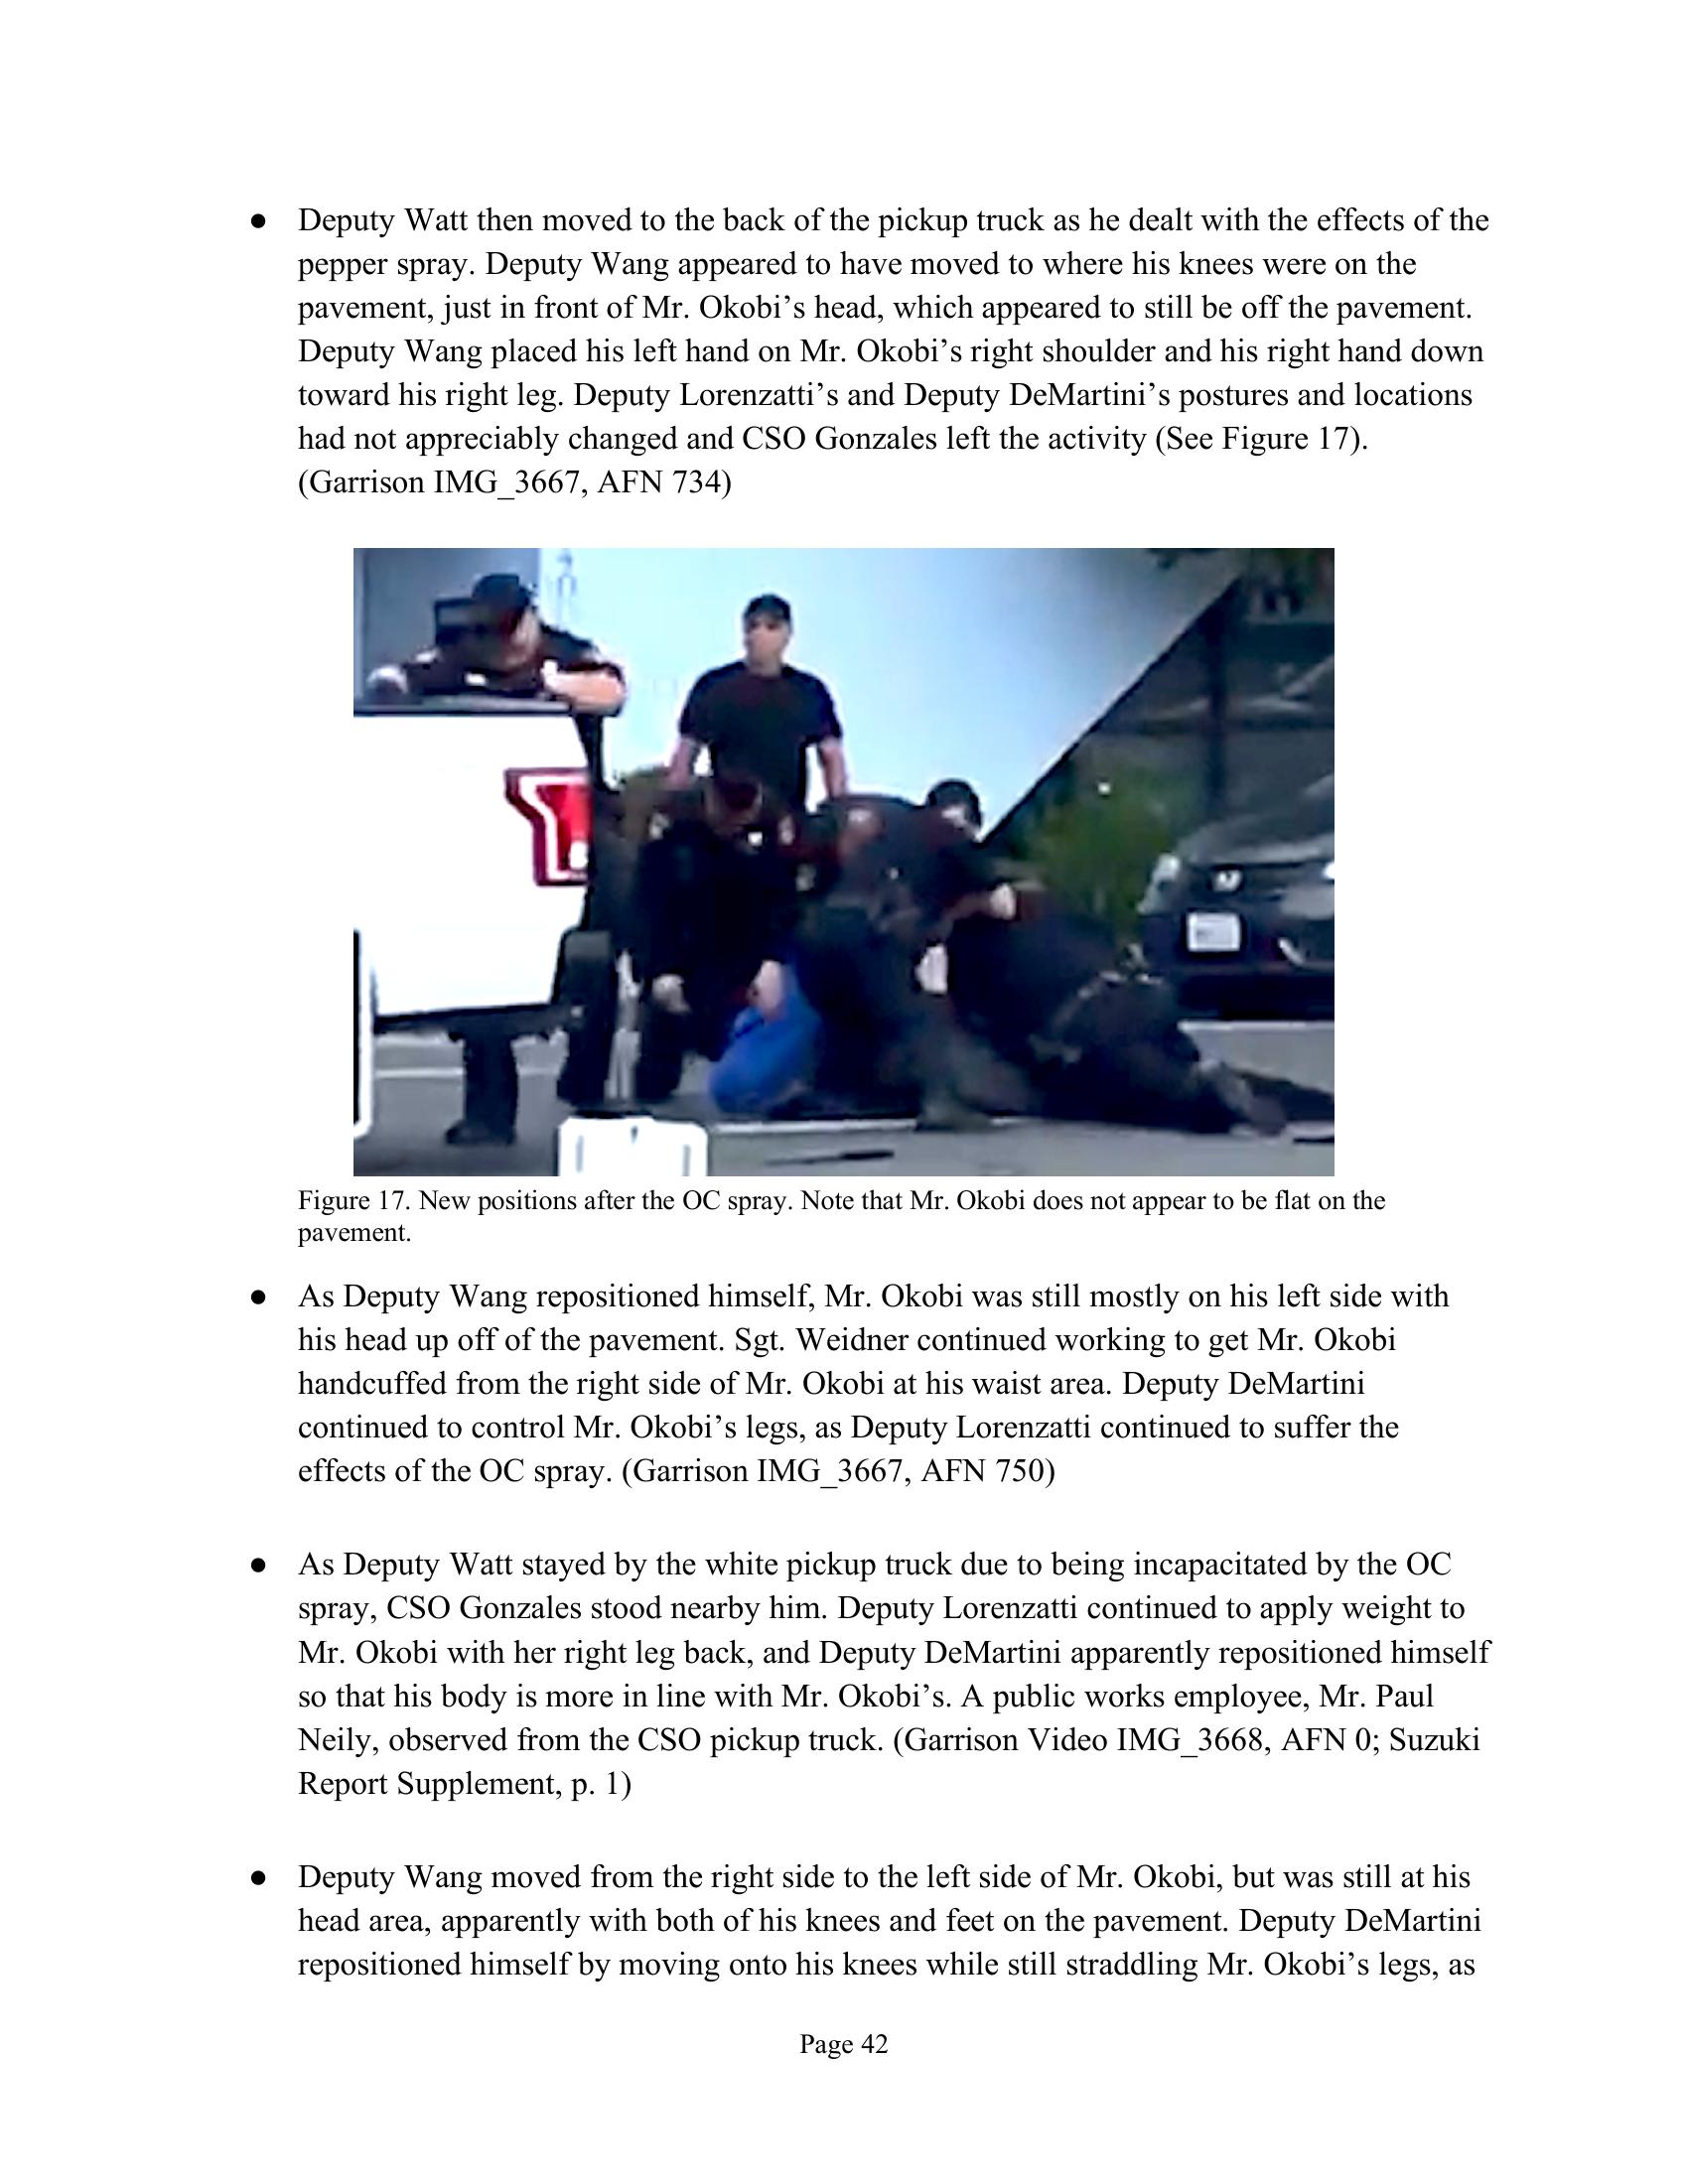 ● Deputy Watt then moved to the back of the pickup truck as he dealt with the effects of the
pepper spray. Deputy Wang appeared to have moved to where his knees were on the
pavement, just in front of Mr. Okobi’s head, which appeared to still be off the pavement.
Deputy Wang placed his left hand on Mr. Okobi’s right shoulder and his right hand down
toward his right leg. Deputy Lorenzatti’s and Deputy DeMartini’s postures and locations
had not appreciably changed and CSO Gonzales left the activity (See Figure 17).
(Garrison IMG_3667, AFN 734)
Figure 17. New positions after the OC spray. Note that Mr. Okobi does not appear to be flat on the
pavement.
● As Deputy Wang repositioned himself, Mr. Okobi was still mostly on his left side with
his head up off of the pavement. Sgt. Weidner continued working to get Mr. Okobi
handcuffed from the right side of Mr. Okobi at his waist area. Deputy DeMartini
continued to control Mr. Okobi’s legs, as Deputy Lorenzatti continued to suffer the
effects of the OC spray. (Garrison IMG_3667, AFN 750)
● As Deputy Watt stayed by the white pickup truck due to being incapacitated by the OC
spray, CSO Gonzales stood nearby him. Deputy Lorenzatti continued to apply weight to
Mr. Okobi with her right leg back, and Deputy DeMartini apparently repositioned himself
so that his body is more in line with Mr. Okobi’s. A public works employee, Mr. Paul
Neily, observed from the CSO pickup truck. (Garrison Video IMG_3668, AFN 0; Suzuki
Report Supplement, p. 1)
● Deputy Wang moved from the right side to the left side of Mr. Okobi, but was still at his
head area, apparently with both of his knees and feet on the pavement. Deputy DeMartini
repositioned himself by moving onto his knees while still straddling Mr. Okobi’s legs, as
Page 42